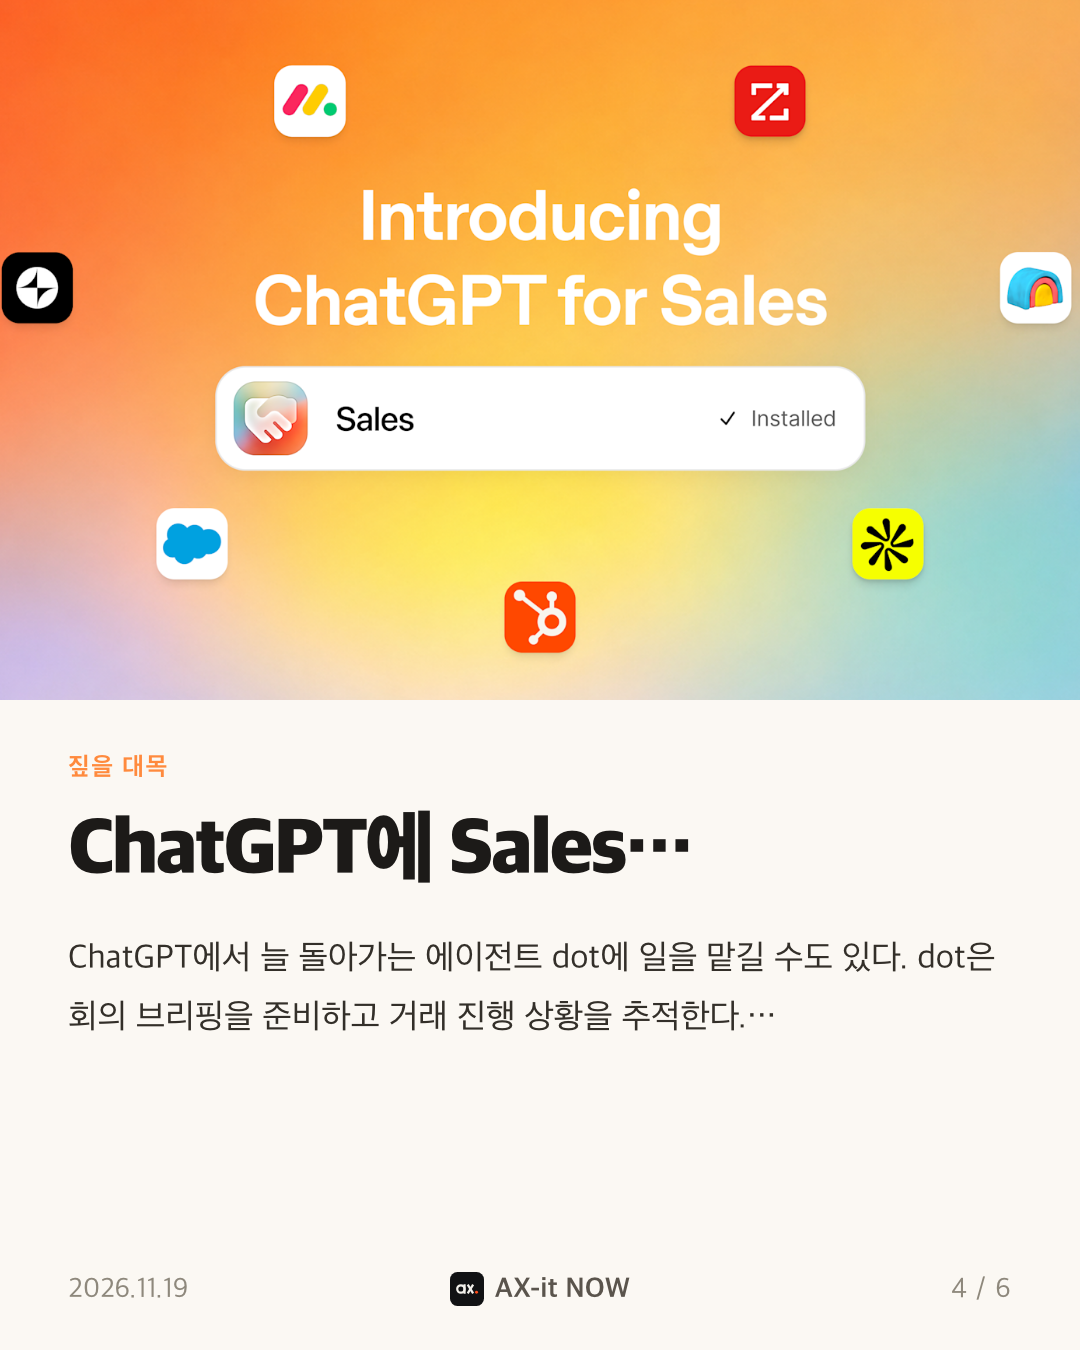 Introducing
ChatGPT for Sales
Sales
Installed
짚을 대목
ChatGPT에 Sales…
ChatGPT에서 늘 돌아가는 에이전트 dot에 일을 맡길 수도 있다. dot은
회의 브리핑을 준비하고 거래 진행 상황을 추적한다.…
2026.11.19
ax. AX-it NOW
4 / 6